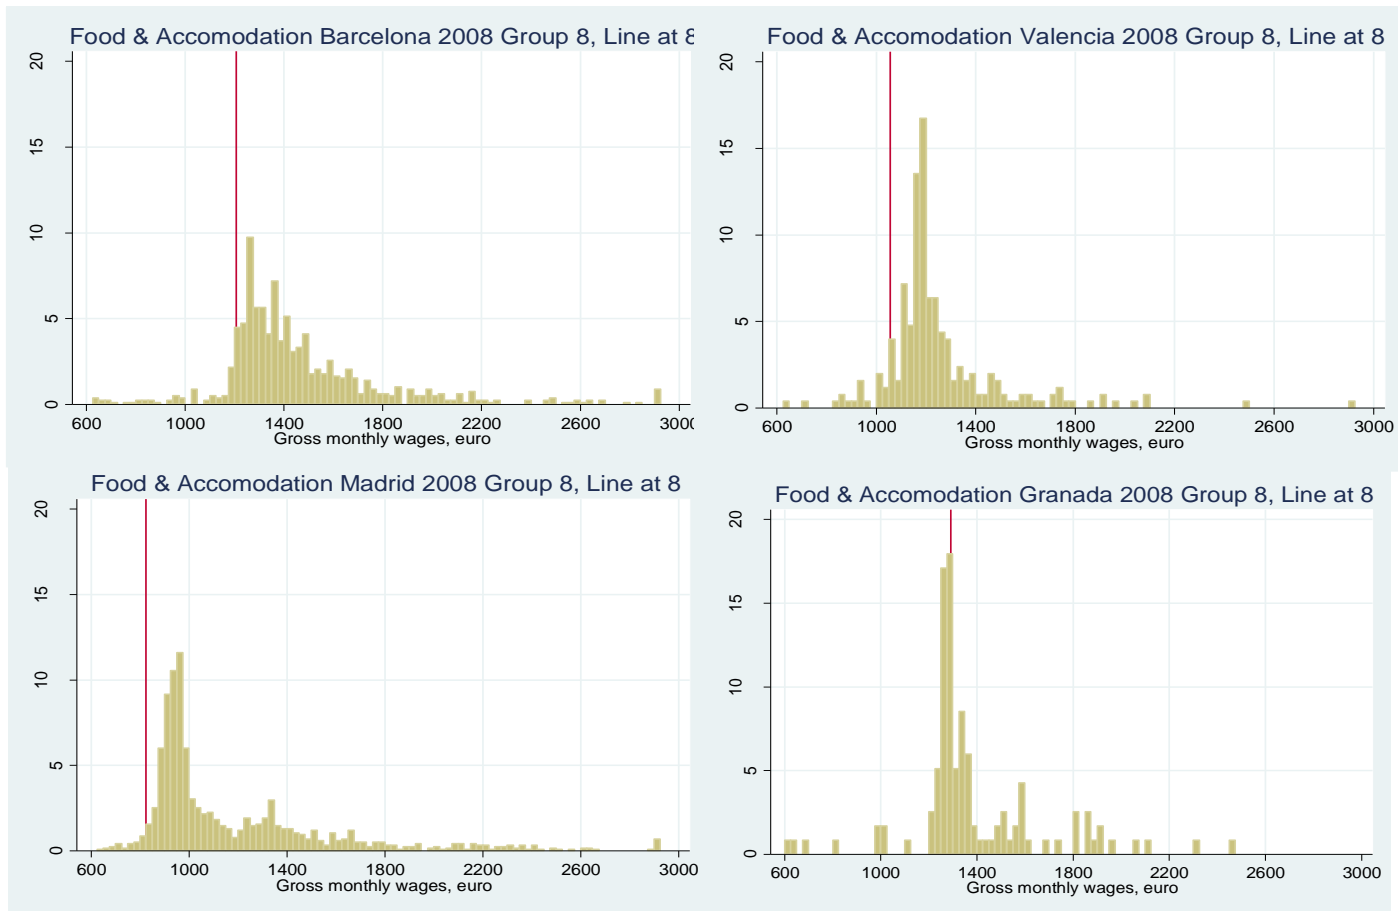 Food & Accomodation Barcelona 2008 Group 8, Line at 8
20
15
10
5
0
600 1000 1400 1800 2200 2600 3000
Gross monthly wages, euro
Food & Accomodation Valencia 2008 Group 8, Line at 8
20
15
10
5
0
600 1000 1400 1800 2200 2600 3000
Gross monthly wages, euro
Food & Accomodation Madrid 2008 Group 8, Line at 8
20
15
10
5
0
600 1000 1400 1800 2200 2600 3000
Gross monthly wages, euro
Food & Accomodation Granada 2008 Group 8, Line at 8
20
15
10
5
0
600 1000 1400 1800 2200 2600 3000
Gross monthly wages, euro